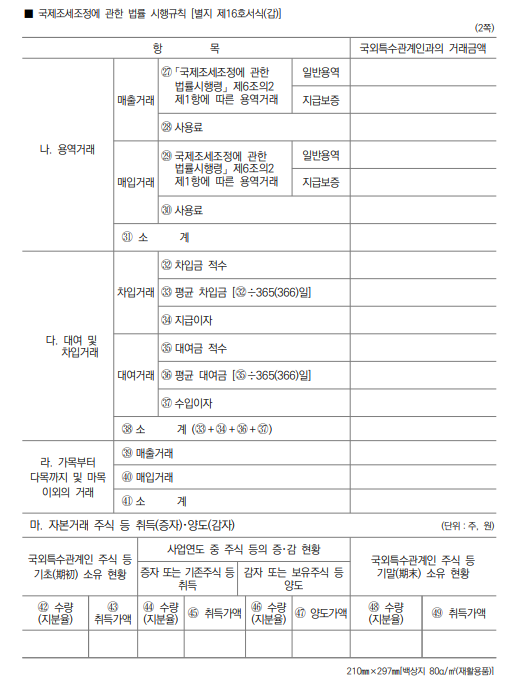 ■ 국제조세조정에 관한 법률 시행규칙 [별지 제16호서식(갑)]
(2쪽)
항 목 국외특수관계인과의 거래금액
나. 용역거래
매출거래
㉗「국제조세조정에 관한
법률시행령」 제6조의2
제1항에 따른 용역거래
일반용역
지급보증
㉘ 사용료
매입거래
㉙ 국제조세조정에 관한
법률시행령」 제6조의2
제1항에 따른 용역거래
일반용역
지급보증
㉚ 사용료
㉛ 소 계
다. 대여 및
차입거래
차입거래
㉜ 차입금 적수
㉝ 평균 차입금 [㉜÷365(366)일]
㉞ 지급이자
대여거래
㉟ 대여금 적수
㊱ 평균 대여금 [㉟÷365(366)일]
㊲ 수입이자
㊳ 소 계 (㉝+㉞+㊱+㊲)
라. 가목부터
다목까지 및 마목
이외의 거래
㊴ 매출거래
㊵ 매입거래
㊶ 소 계
마. 자본거래 주식 등 취득(증자)·양도(감자) (단위 : 주, 원)
국외특수관계인 주식 등
기초(期初) 소유 현황
사업연도 중 주식 등의 증·감 현황
증자 또는 기존주식 등
취득
감자 또는 보유주식 등
양도
국외특수관계인 주식 등
기말(期末) 소유 현황
㊷ 수량
(지분율)
㊸
취득가액
㊹ 수량
(지분율)
㊺ 취득가액
㊻ 수량
(지분율)
㊼ 양도가액
㊽ 수량
(지분율)
㊾ 취득가액
210㎜×297㎜[백상지 80g/㎡(재활용품)]